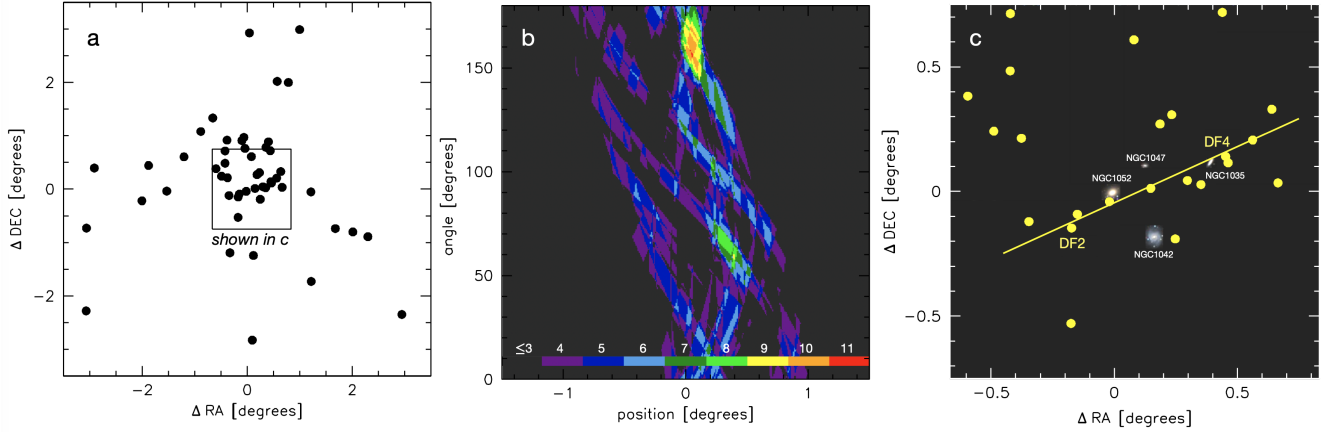 a
Δ DEC [degrees]
2
0
−2
shown in c
−2
0
2
Δ RA [degrees]
b
angle [degrees]
150
100
50
0
≤3 4 5 6 7 8 9 10 11
−1
0
1
position [degrees]
c
Δ DEC [degrees]
0.5
0
−0.5
DF4
NGC1047
NGC1052
NGC1035
DF2
NGC1042
−0.5
0
0.5
Δ RA [degrees]